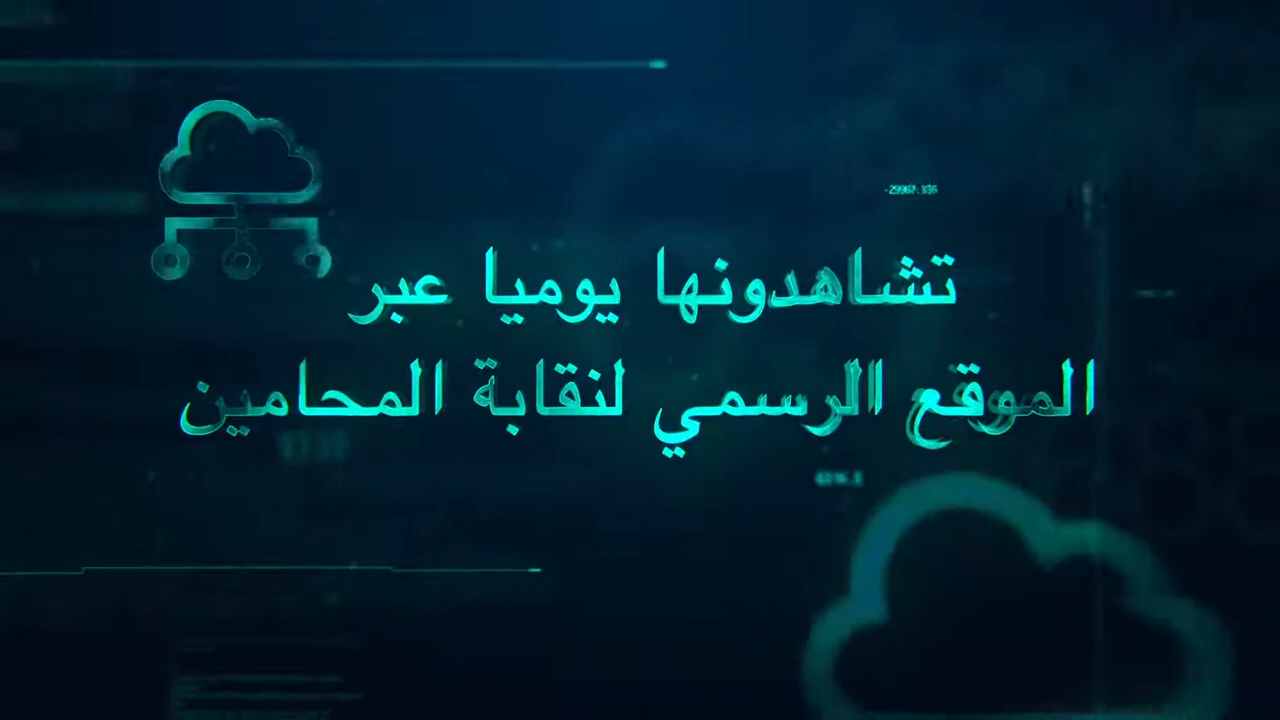 تشاهدونها يوميا عبر
الموقع الرسمي لنقابة المحامين